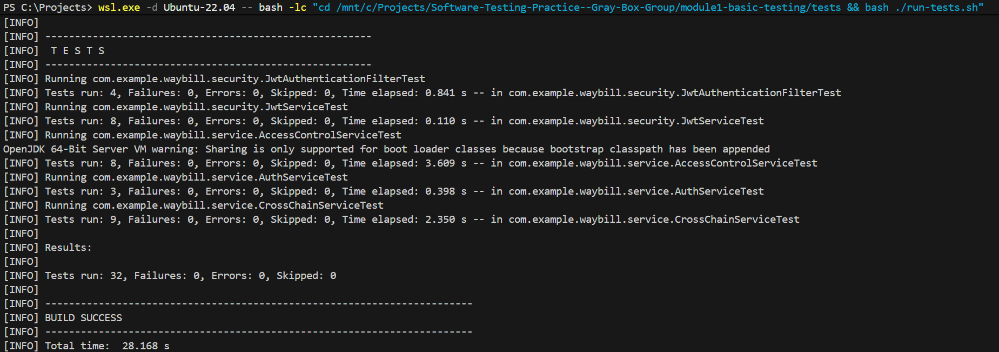 PS C:\Projects> wsl.exe -d Ubuntu-22.04 -- bash -lc "cd /mnt/c/Projects/Software-Testing-Practice--Gray-Box-Group/module1-basic-testing/tests && bash ./run-tests.sh"
[INFO]
[INFO] -------------------------------------------------------
[INFO]  T E S T S
[INFO] -------------------------------------------------------
[INFO] Running com.example.waybill.security.JwtAuthenticationFilterTest
[INFO] Tests run: 4, Failures: 0, Errors: 0, Skipped: 0, Time elapsed: 0.841 s -- in com.example.waybill.security.JwtAuthenticationFilterTest
[INFO] Running com.example.waybill.security.JwtServiceTest
[INFO] Tests run: 8, Failures: 0, Errors: 0, Skipped: 0, Time elapsed: 0.110 s -- in com.example.waybill.security.JwtServiceTest
[INFO] Running com.example.waybill.service.AccessControlServiceTest
OpenJDK 64-Bit Server VM warning: Sharing is only supported for boot loader classes because bootstrap classpath has been appended
[INFO] Tests run: 8, Failures: 0, Errors: 0, Skipped: 0, Time elapsed: 3.609 s -- in com.example.waybill.service.AccessControlServiceTest
[INFO] Running com.example.waybill.service.AuthServiceTest
[INFO] Tests run: 3, Failures: 0, Errors: 0, Skipped: 0, Time elapsed: 0.398 s -- in com.example.waybill.service.AuthServiceTest
[INFO] Running com.example.waybill.service.CrossChainServiceTest
[INFO] Tests run: 9, Failures: 0, Errors: 0, Skipped: 0, Time elapsed: 2.350 s -- in com.example.waybill.service.CrossChainServiceTest
[INFO]
[INFO] Results:
[INFO]
[INFO] Tests run: 32, Failures: 0, Errors: 0, Skipped: 0
[INFO]
[INFO] ------------------------------------------------------------------------
[INFO] BUILD SUCCESS
[INFO] ------------------------------------------------------------------------
[INFO] Total time:  28.168 s